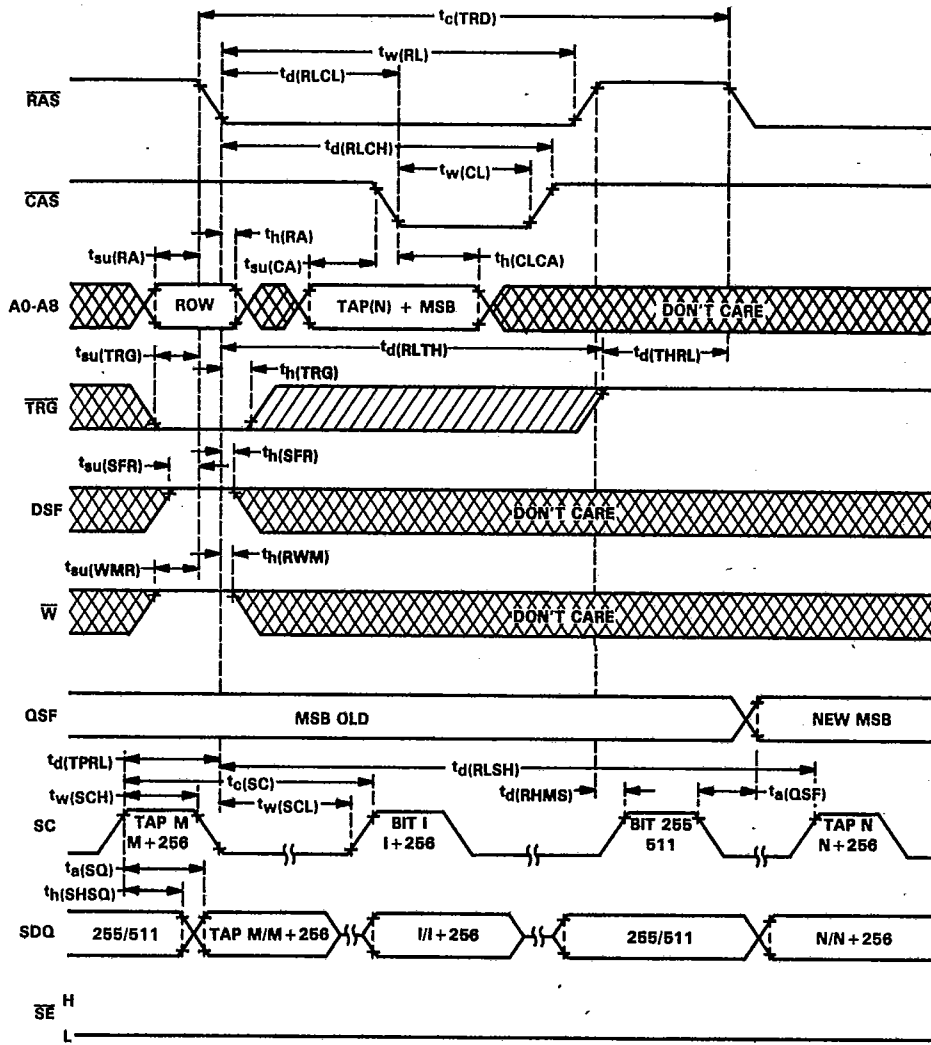 tc(TRD)
tw(RL)
td(RLCL)
RAS
td(RLCH)
tw(CL)
CAS
tsu(RA)
th(RA)
tsu(CA)
th(CLCA)
A0-A8
ROW
TAP(N) + MSB
DON'T CARE
tsu(TRG)
td(RLTH)
td(THRL)
th(TRG)
TRG
tsu(SFR)
th(SFR)
DSF
DON'T CARE
tsu(WMR)
th(RWM)
W
DON'T CARE
QSF
MSB OLD
NEW MSB
td(TPRL)
td(RLSH)
tc(SC)
tw(SCH)
tw(SCL)
td(RHMS)
ta(QSF)
SC
TAP M
M+256
BIT I
I+256
BIT 255
511
TAP N
N+256
ta(SQ)
th(SHSQ)
SDQ
255/511
TAP M/M+256
I/I+256
255/511
N/N+256
SE
H
L